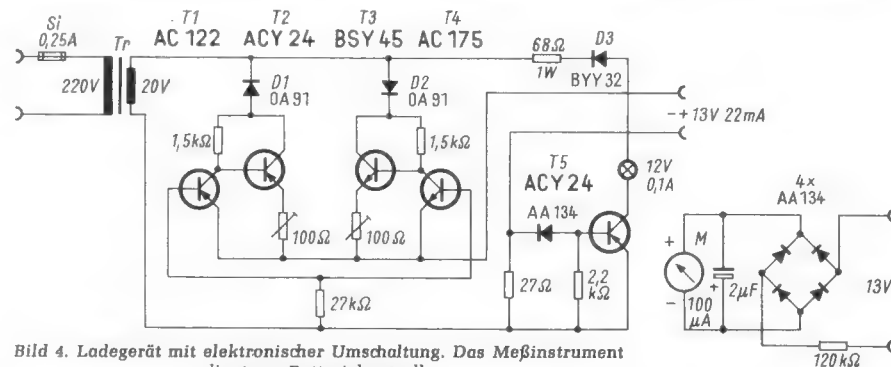 Si
0,25A
Tr
220V
20V
T1
AC 122
T2
ACY 24
T3
BSY 45
T4
AC 175
D1
OA 91
D2
OA 91
1,5kΩ
1,5kΩ
100Ω
100Ω
27kΩ
68Ω
1W
D3
BYY 32
-+ 13V 22mA
T5
ACY 24
AA 134
12V
0,1A
27Ω
2,2
kΩ
4x
AA 134
+ M
-
100
μA
+
2μF
13V
120kΩ
Bild 4. Ladegerät mit elektronischer Umschaltung. Das Meßinstrument